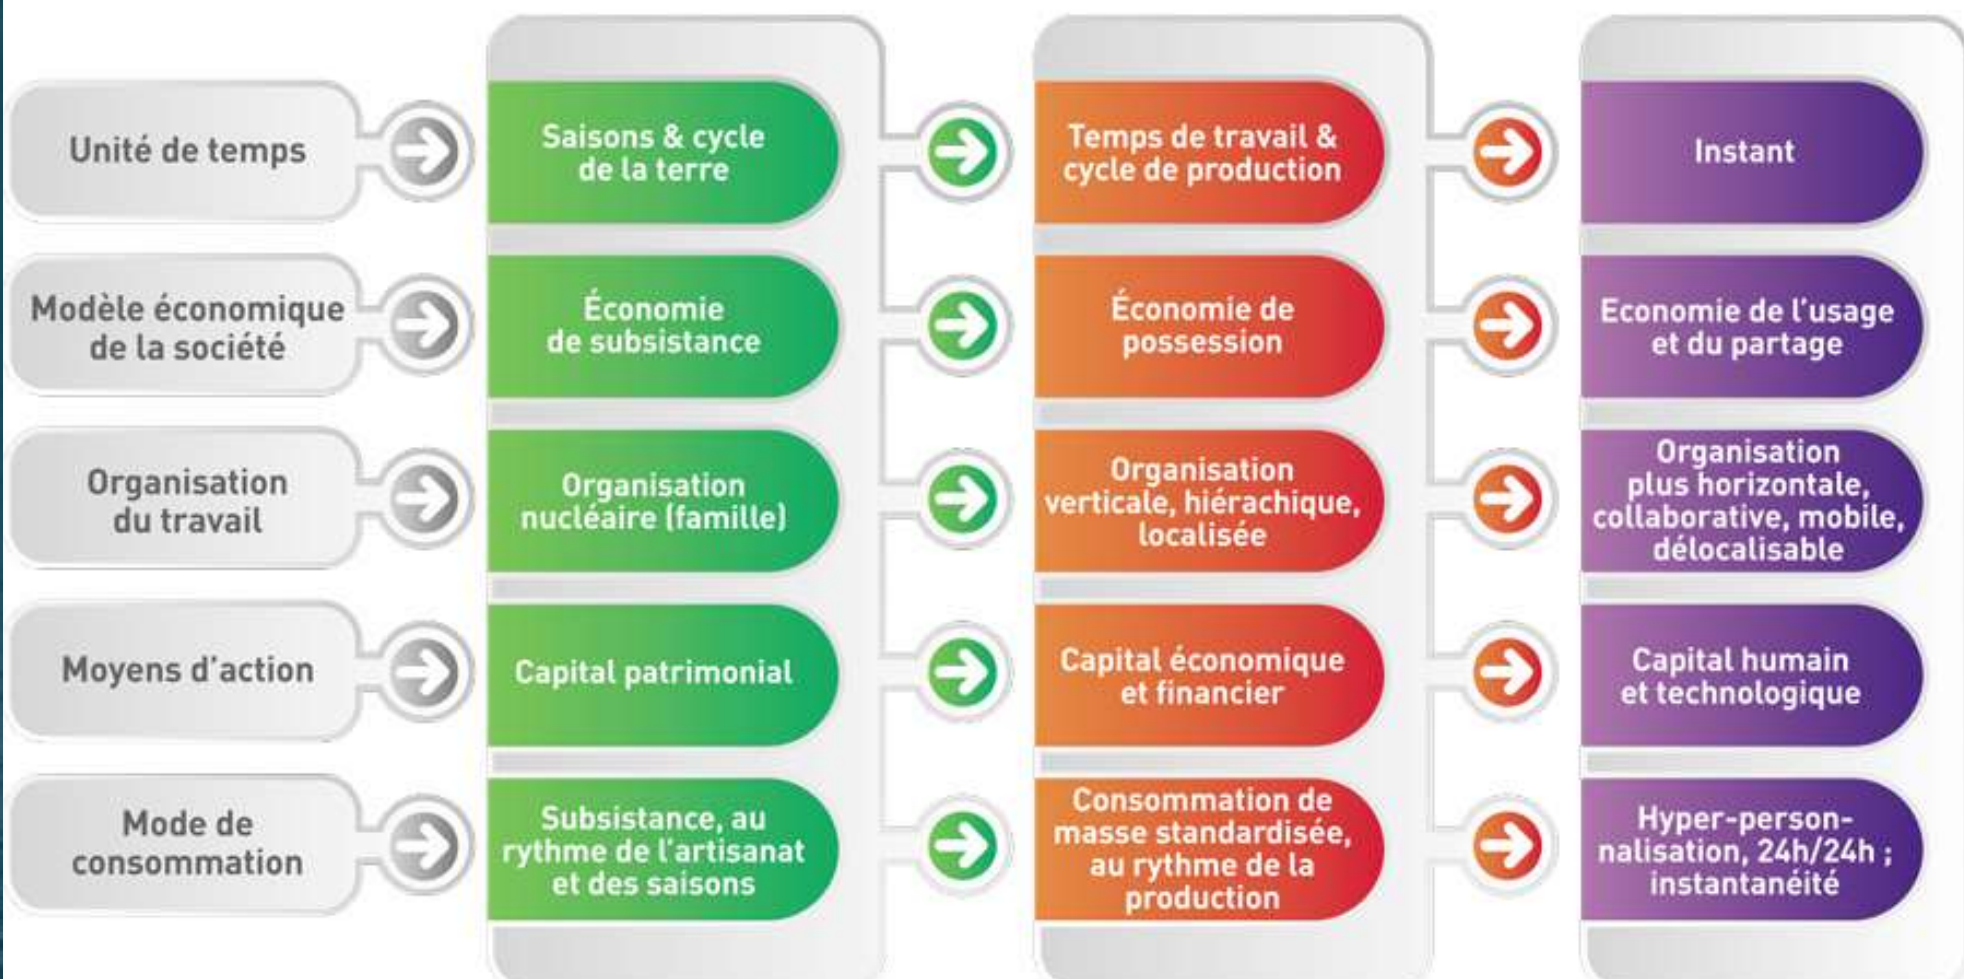 Unité de temps
Saisons & cycle
de la terre
Temps de travail &
cycle de production
Instant
Modèle économique
de la société
Économie
de subsistance
Économie de
possession
Economie de l'usage
et du partage
Organisation
du travail
Organisation
nucléaire (famille)
Organisation
verticale, hiérachique,
localisée
Organisation
plus horizontale,
collaborative, mobile,
délocalisable
Moyens d'action
Capital patrimonial
Capital économique
et financier
Capital humain
et technologique
Mode de
consommation
Subsistance, au
rythme de l'artisanat
et des saisons
Consommation de
masse standardisée,
au rythme de la
production
Hyper-person-
nalisation, 24h/24h ;
instantanéité